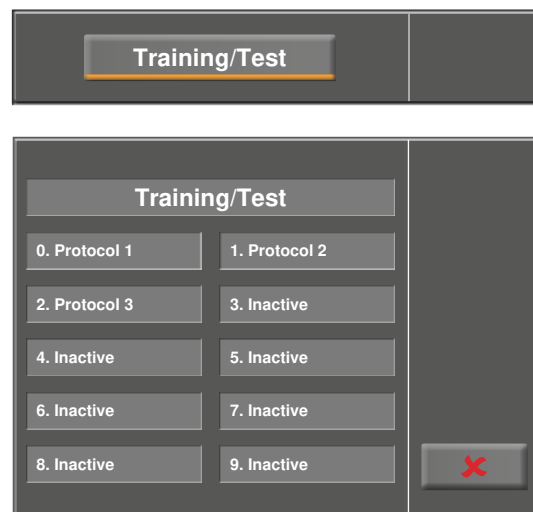 Training/Test
Training/Test
0. Protocol 1
1. Protocol 2
2. Protocol 3
3. Inactive
4. Inactive
5. Inactive
6. Inactive
7. Inactive
8. Inactive
9. Inactive